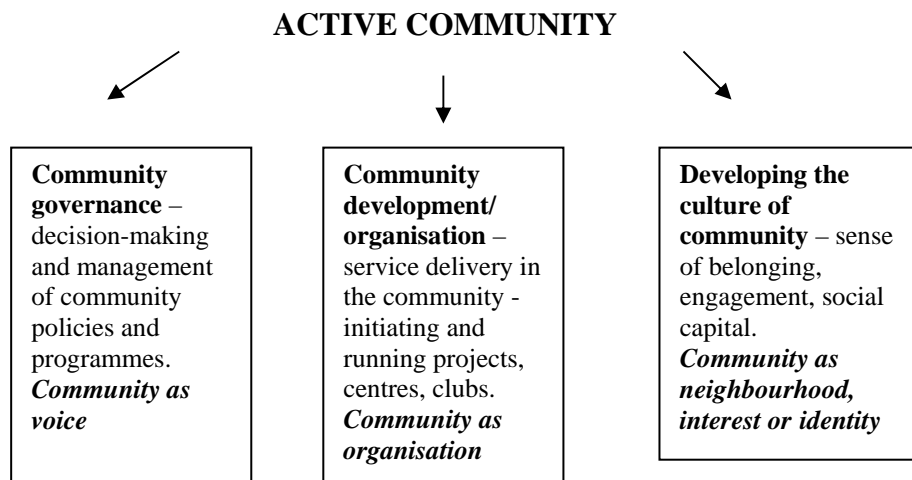 ACTIVE COMMUNITY
Community
governance –
decision-making
and management
of community
policies and
programmes.
Community as
voice
Community
development/
organisation –
service delivery in
the community -
initiating and
running projects,
centres, clubs.
Community as
organisation
Developing the
culture of
community – sense
of belonging,
engagement, social
capital.
Community as
neighbourhood,
interest or identity